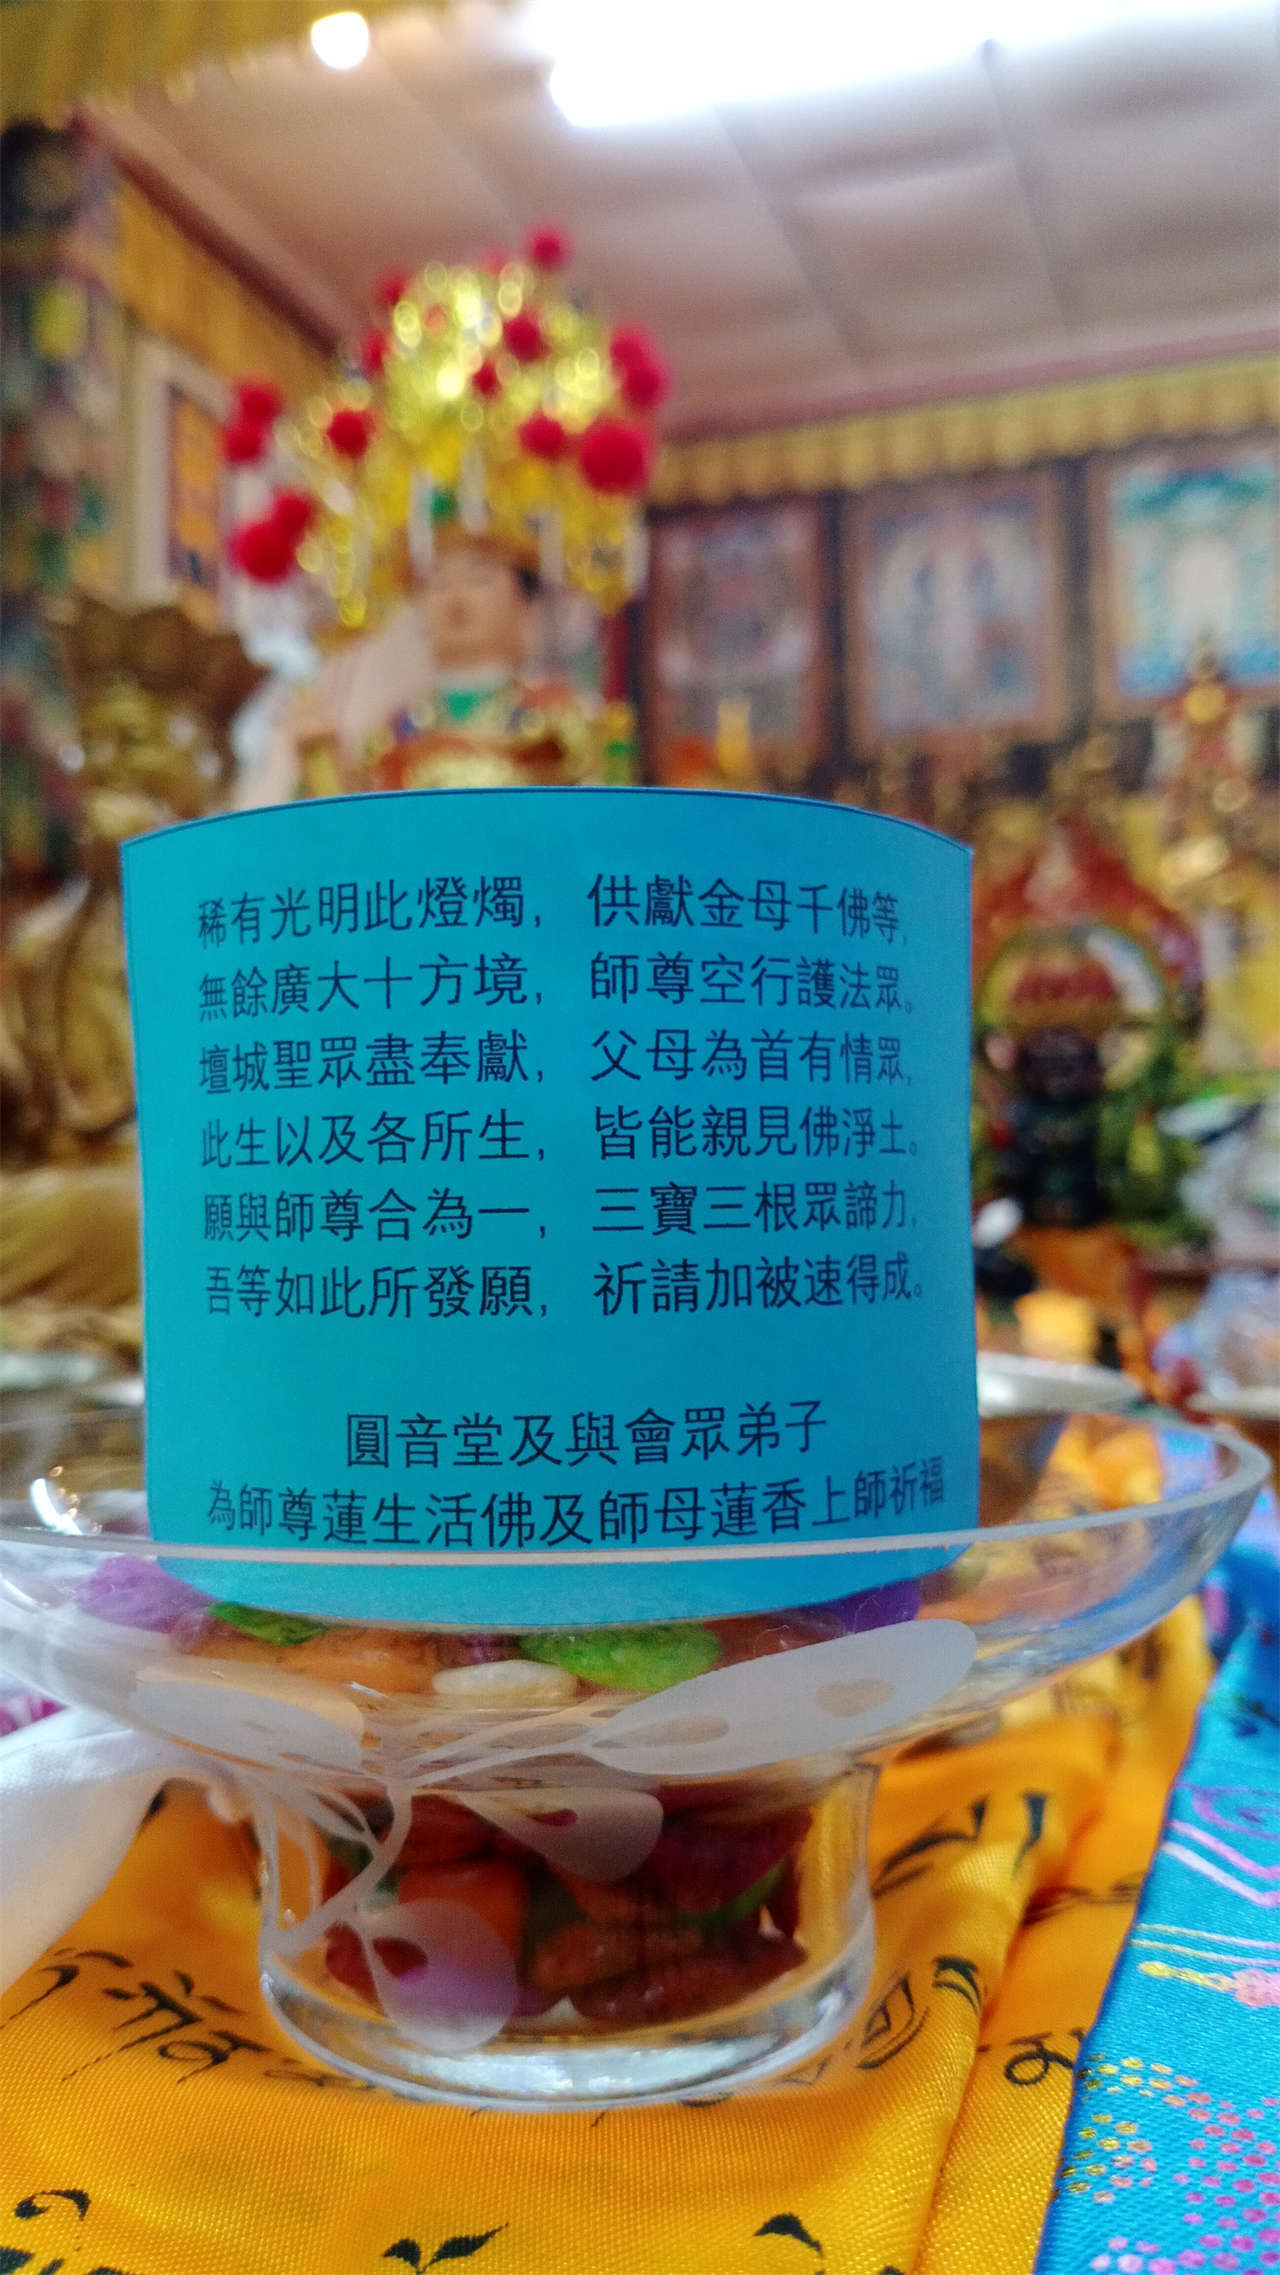 稀有光明此燈燭, 供獻金母千佛等,
無餘廣大十方境, 師尊空行護法眾。
壇城聖眾盡奉獻, 父母為首有情眾,
此生以及各所生, 皆能親見佛淨土。
願與師尊合為一, 三寶三根眾諦力,
吾等如此所發願, 祈請加被速得成。
圓音堂及與會眾弟子
為師尊蓮生活佛及師母蓮香上師祈福